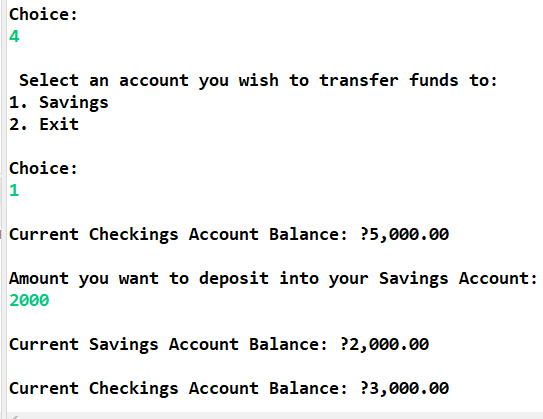 Choice:
4
Select an account you wish to transfer funds to:
1. Savings
2. Exit
Choice:
1
Current Checkings Account Balance: ?5,000.00
Amount you want to deposit into your Savings Account:
2000
Current Savings Account Balance: ?2,000.00
Current Checkings Account Balance: ?3,000.00